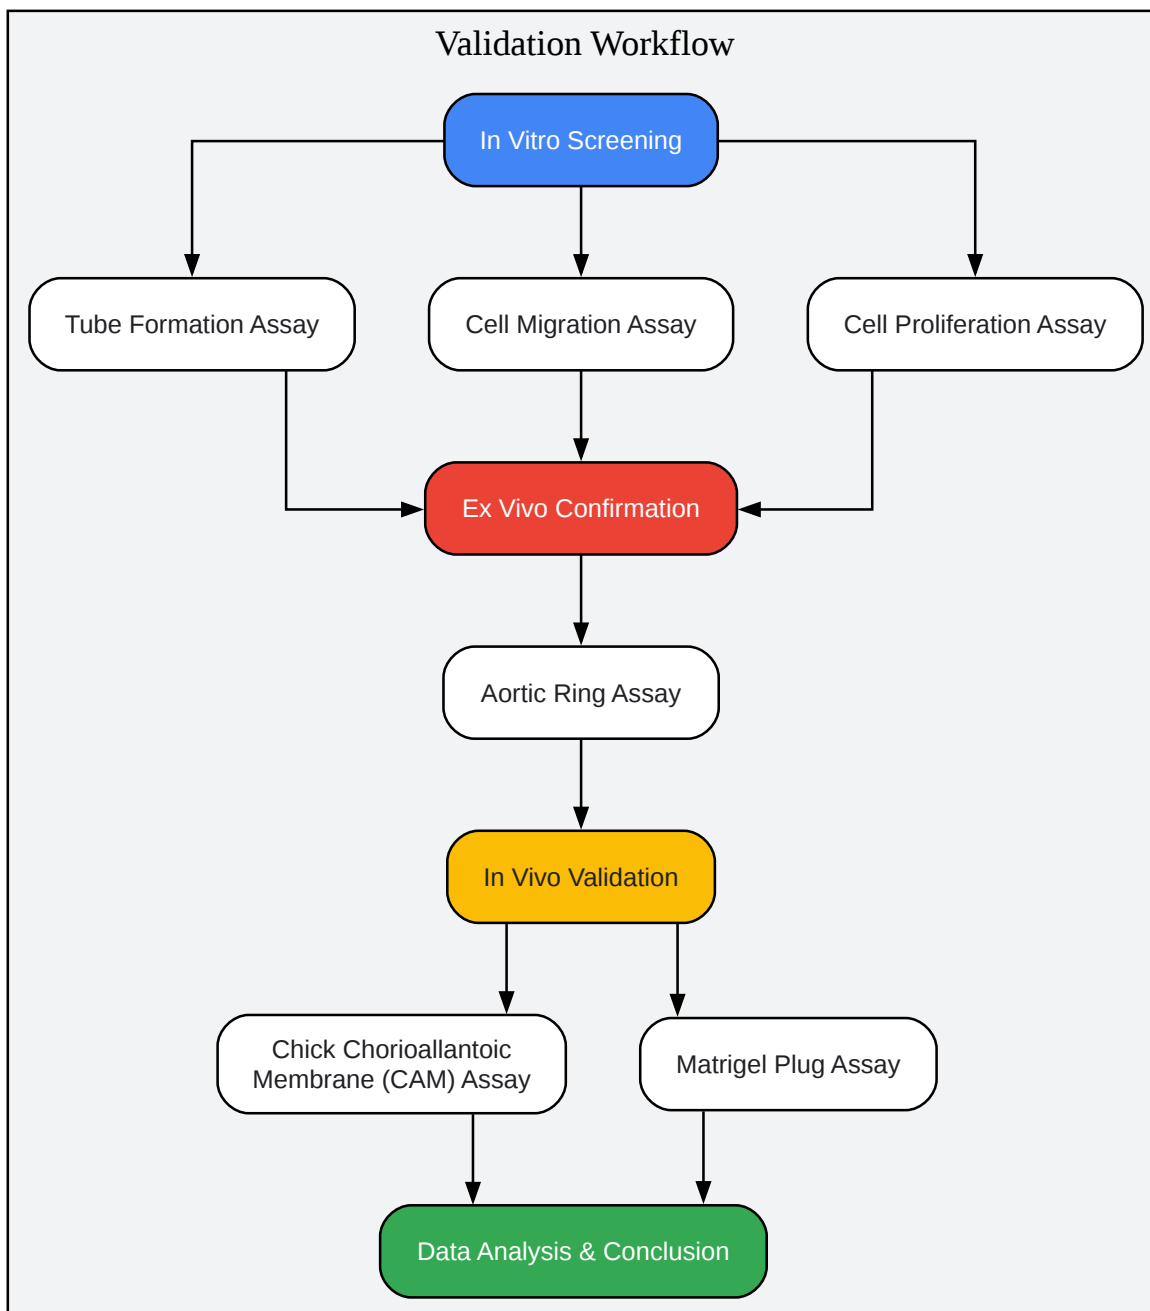 Validation Workflow
In Vitro Screening
Tube Formation Assay
Cell Migration Assay
Cell Proliferation Assay
Ex Vivo Confirmation
Aortic Ring Assay
In Vivo Validation
Chick Chorioallantoic
Membrane (CAM) Assay
Matrigel Plug Assay
Data Analysis & Conclusion